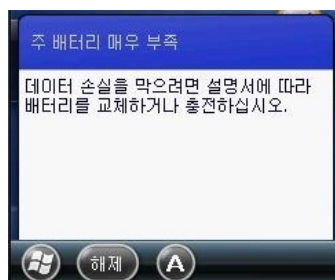 주 배터리 매우 부족
데이터 손실을 막으려면 설명서에 따라
배터리를 교체하거나 충전하십시오.
해제
A